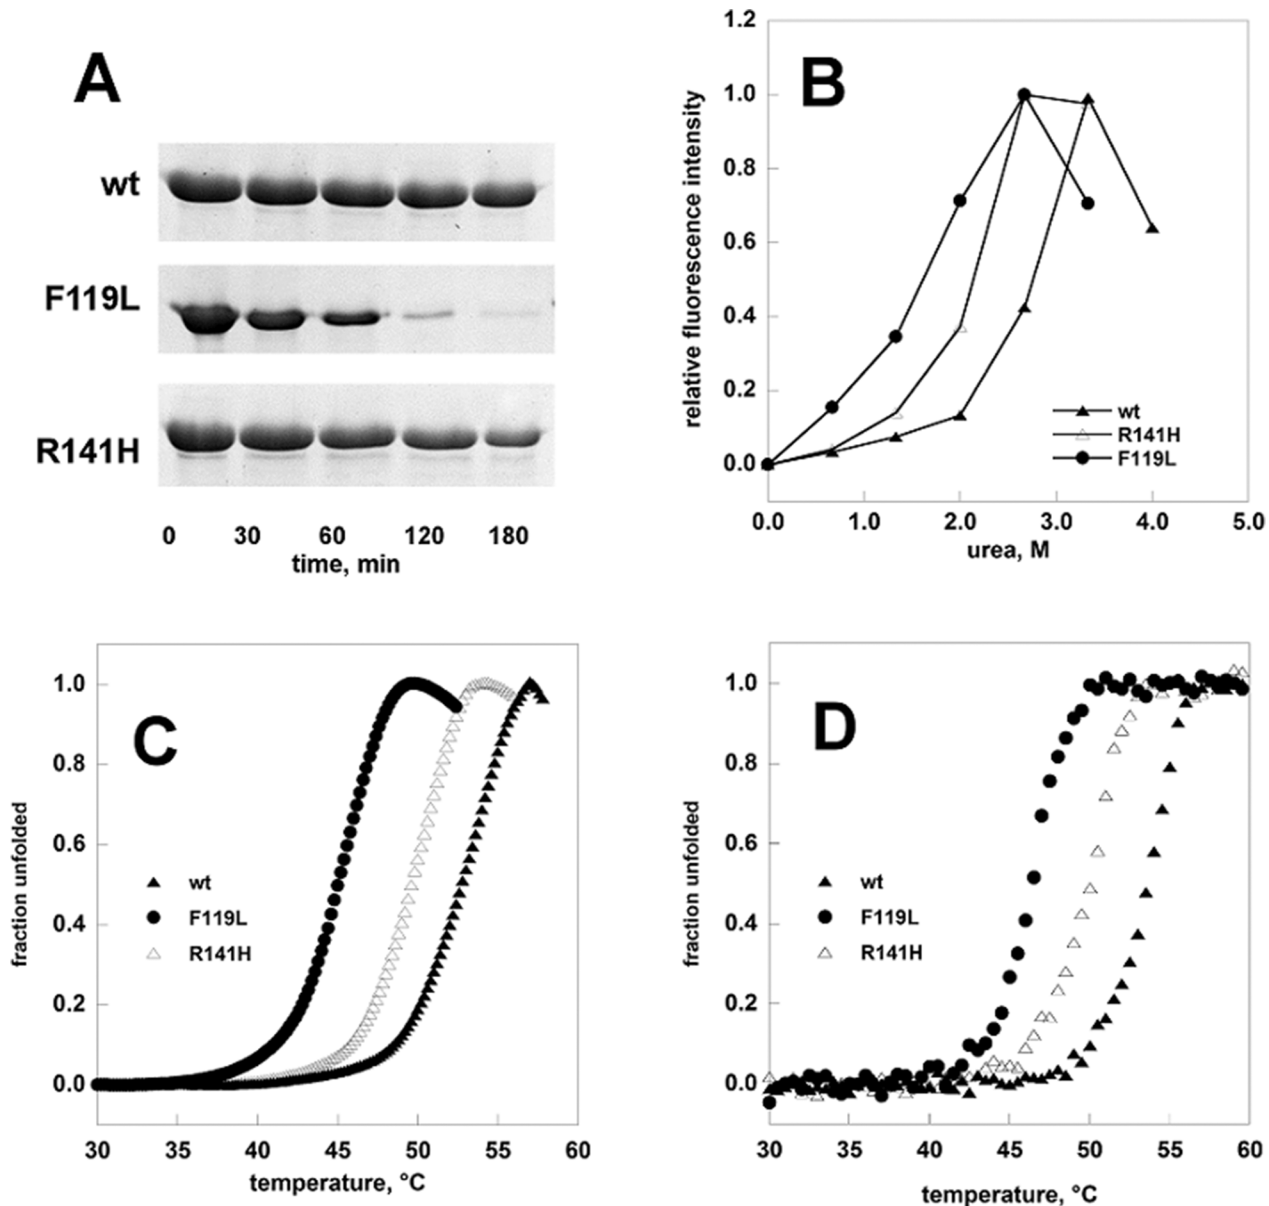 A
wt
F119L
R141H
0 30 60 120 180
time, min
B
relative fluorescence intensity
1.2
1.0
0.8
0.6
0.4
0.2
0.0
wt
R141H
F119L
0.0 1.0 2.0 3.0 4.0 5.0
urea, M
C
fraction unfolded
1.0
0.8
0.6
0.4
0.2
0.0
wt
F119L
R141H
30 35 40 45 50 55 60
temperature, °C
D
fraction unfolded
1.0
0.8
0.6
0.4
0.2
0.0
wt
F119L
R141H
30 35 40 45 50 55 60
temperature, °C